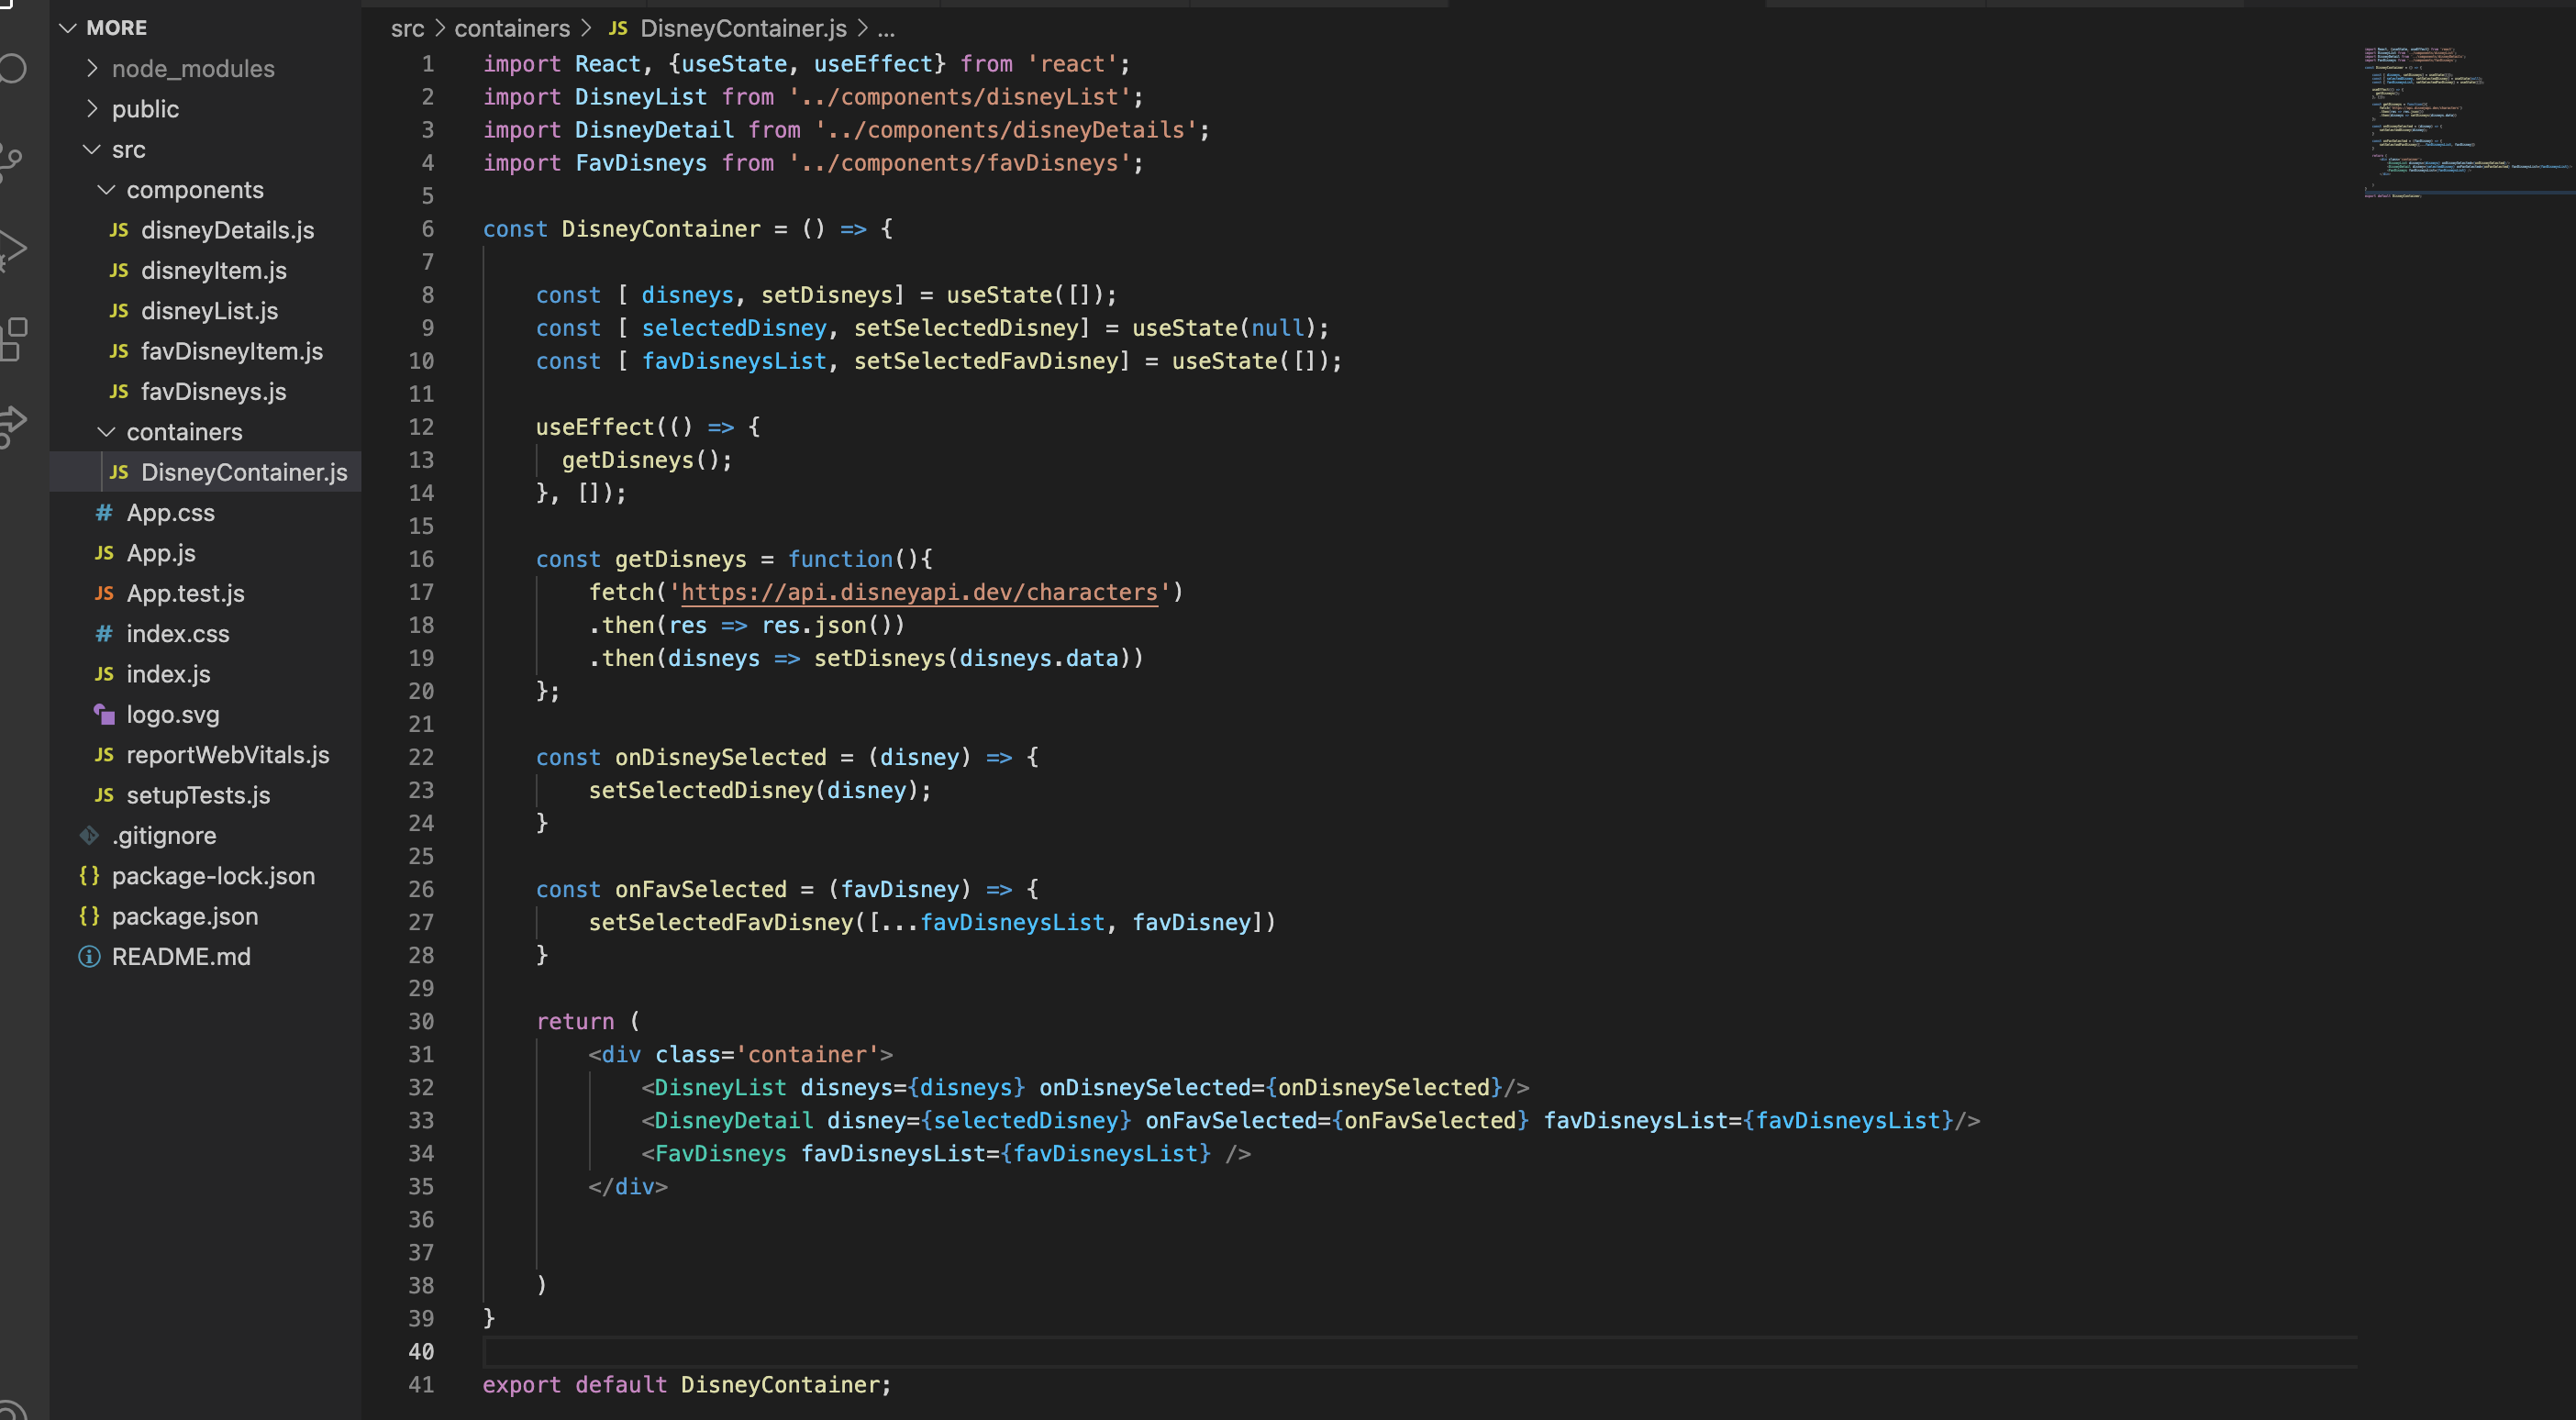 MORE
node_modules
public
src
components
JS disneyDetails.js
JS disneyItem.js
JS disneyList.js
JS favDisneyItem.js
JS favDisneys.js
containers
JS DisneyContainer.js
# App.css
JS App.js
JS App.test.js
# index.css
JS index.js
logo.svg
JS reportWebVitals.js
JS setupTests.js
.gitignore
{} package-lock.json
{} package.json
README.md
src > containers > JS DisneyContainer.js > ...
1 import React, {useState, useEffect} from 'react';
2 import DisneyList from '../components/disneyList';
3 import DisneyDetail from '../components/disneyDetails';
4 import FavDisneys from '../components/favDisneys';
5
6 const DisneyContainer = () => {
7
8     const [ disneys, setDisneys] = useState([]);
9     const [ selectedDisney, setSelectedDisney] = useState(null);
10     const [ favDisneysList, setSelectedFavDisney] = useState([]);
11
12     useEffect(() => {
13       getDisneys();
14     }, []);
15
16     const getDisneys = function(){
17         fetch('https://api.disneyapi.dev/characters')
18         .then(res => res.json())
19         .then(disneys => setDisneys(disneys.data))
20     };
21
22     const onDisneySelected = (disney) => {
23         setSelectedDisney(disney);
24     }
25
26     const onFavSelected = (favDisney) => {
27         setSelectedFavDisney([...favDisneysList, favDisney])
28     }
29
30     return (
31         <div class='container'>
32             <DisneyList disneys={disneys} onDisneySelected={onDisneySelected}/>
33             <DisneyDetail disney={selectedDisney} onFavSelected={onFavSelected} favDisneysList={favDisneysList}/>
34             <FavDisneys favDisneysList={favDisneysList} />
35         </div>
36
37
38     )
39 }
40
41 export default DisneyContainer;